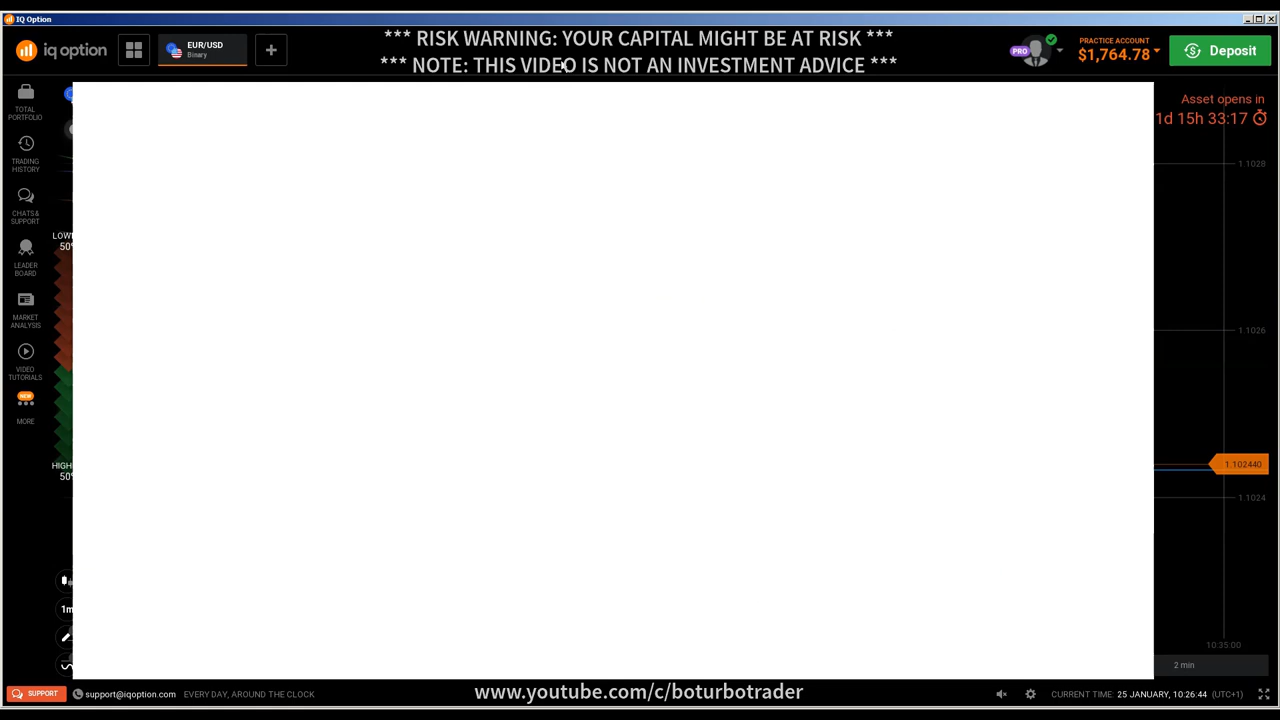 IQ Option
iq option
EUR/USD
Binary
*** RISK WARNING: YOUR CAPITAL MIGHT BE AT RISK ***
*** NOTE: THIS VIDEO IS NOT AN INVESTMENT ADVICE ***
PRO
PRACTICE ACCOUNT
$1,764.78
Deposit
TOTAL
PORTFOLIO
TRADING
HISTORY
CHATS &
SUPPORT
LEADER
BOARD
MARKET
ANALYSIS
VIDEO
TUTORIALS
NEW
MORE
LOWE
50%
HIGH
50%
1m
Asset opens in
1d 15h 33:17
1.1028
1.1026
1.102440
1.1024
10:35:00
2 min
SUPPORT
support@iqoption.com
EVERY DAY, AROUND THE CLOCK
www.youtube.com/c/boturbotrader
CURRENT TIME: 25 JANUARY, 10:26:44 (UTC+1)